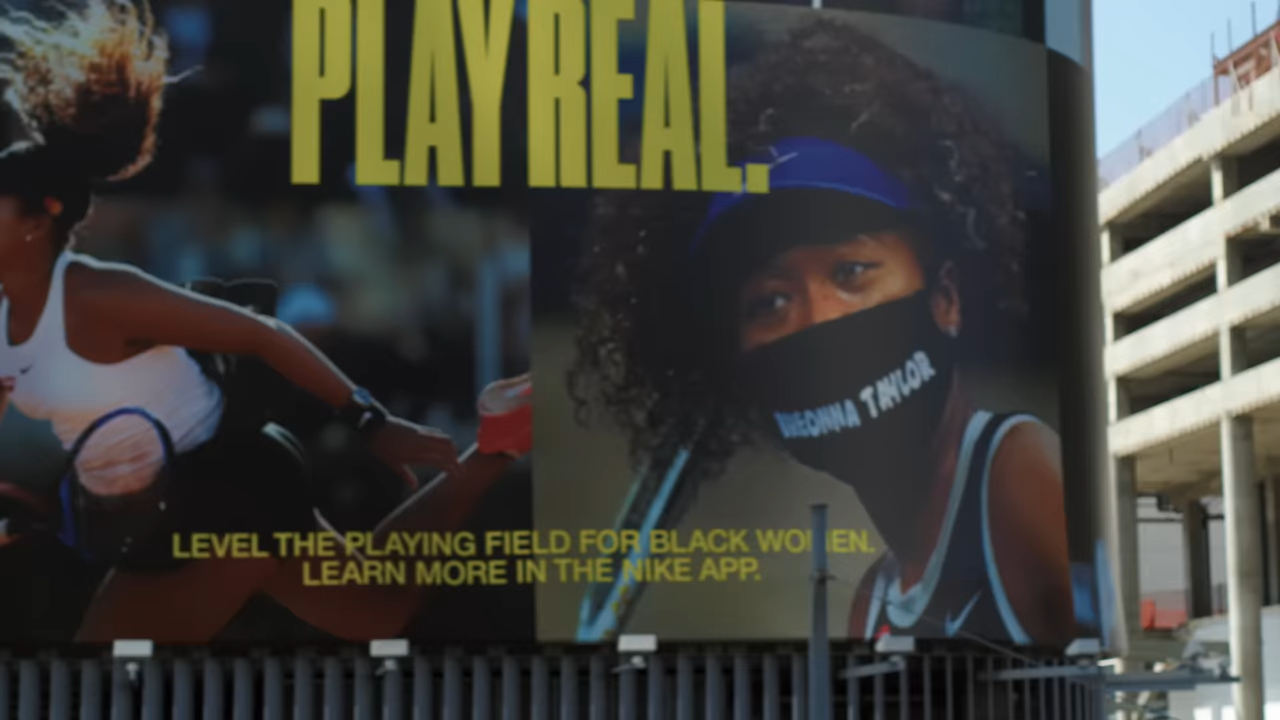 PLAY REAL.
BREONNA TAYLOR
LEVEL THE PLAYING FIELD FOR BLACK WOMEN.
LEARN MORE IN THE NIKE APP.